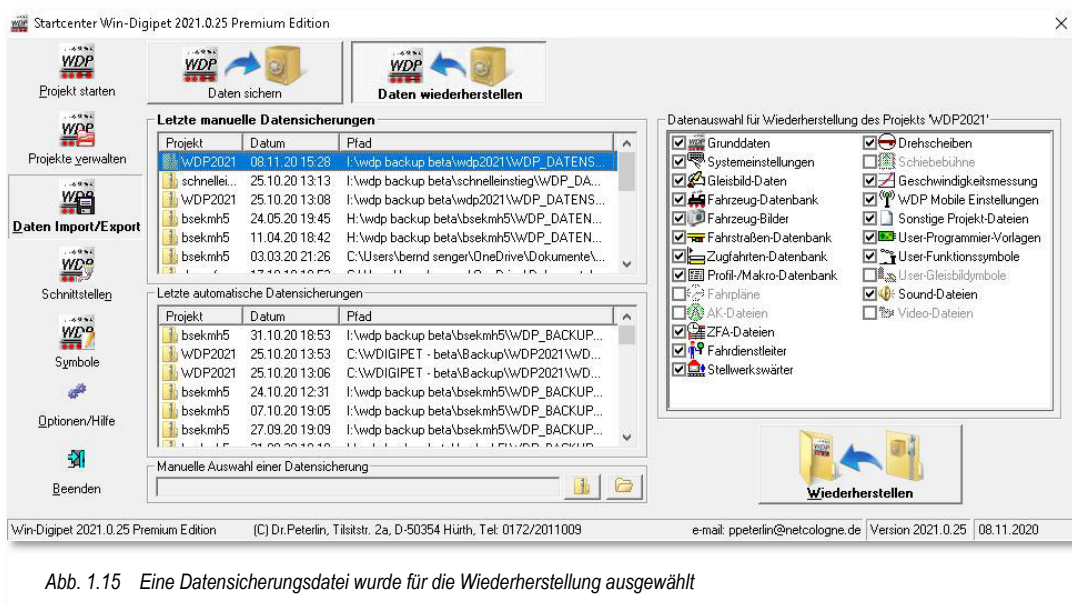 Startcenter Win-Digipet 2021.0.25 Premium Edition
Projekt starten
Projekte verwalten
Daten Import/Export
Schnittstellen
Symbole
Optionen/Hilfe
Beenden
Daten sichern
Daten wiederherstellen
Letzte manuelle Datensicherungen
Projekt Datum Pfad
WDP2021 08.11.20 15:28 I:\wdp backup beta\wdp2021\WDP_DATENS...
schnellei... 25.10.20 13:13 I:\wdp backup beta\schnelleinstieg\WDP_DA...
WDP2021 25.10.20 13:08 I:\wdp backup beta\wdp2021\WDP_DATENS...
bsekmh5 24.05.20 19:45 H:\wdp backup beta\bsekmh5\WDP_DATEN...
bsekmh5 11.04.20 18:42 H:\wdp backup beta\bsekmh5\WDP_DATEN...
bsekmh5 03.03.20 21:26 C:\Users\bernd senger\OneDrive\Dokumente\...
Letzte automatische Datensicherungen
Projekt Datum Pfad
bsekmh5 31.10.20 18:53 I:\wdp backup beta\bsekmh5\WDP_BACKUP...
WDP2021 25.10.20 13:53 C:\WDIGIPET - beta\Backup\WDP2021\WD...
WDP2021 25.10.20 13:06 C:\WDIGIPET - beta\Backup\WDP2021\WD...
bsekmh5 24.10.20 12:31 I:\wdp backup beta\bsekmh5\WDP_BACKUP...
bsekmh5 07.10.20 19:05 I:\wdp backup beta\bsekmh5\WDP_BACKUP...
bsekmh5 27.09.20 19:09 I:\wdp backup beta\bsekmh5\WDP_BACKUP...
Manuelle Auswahl einer Datensicherung
Datenauswahl für Wiederherstellung des Projekts 'WDP2021'
Grunddaten
Systemeinstellungen
Gleisbild-Daten
Fahrzeug-Datenbank
Fahrzeug-Bilder
Fahrstraßen-Datenbank
Zugfahrten-Datenbank
Profil-/Makro-Datenbank
Fahrpläne
AK-Dateien
ZFA-Dateien
Fahrdienstleiter
Stellwerkswärter
Drehscheiben
Schiebebühne
Geschwindigkeitsmessung
WDP Mobile Einstellungen
Sonstige Projekt-Dateien
User-Programmier-Vorlagen
User-Funktionssymbole
User-Gleisbildymbole
Sound-Dateien
Video-Dateien
Wiederherstellen
Win-Digipet 2021.0.25 Premium Edition (C) Dr.Peterlin, Tilsitstr. 2a, D-50354 Hürth, Tel: 0172/2011009 e-mail: ppeterlin@netcologne.de Version 2021.0.25 08.11.2020
Abb. 1.15 Eine Datensicherungsdatei wurde für die Wiederherstellung ausgewählt